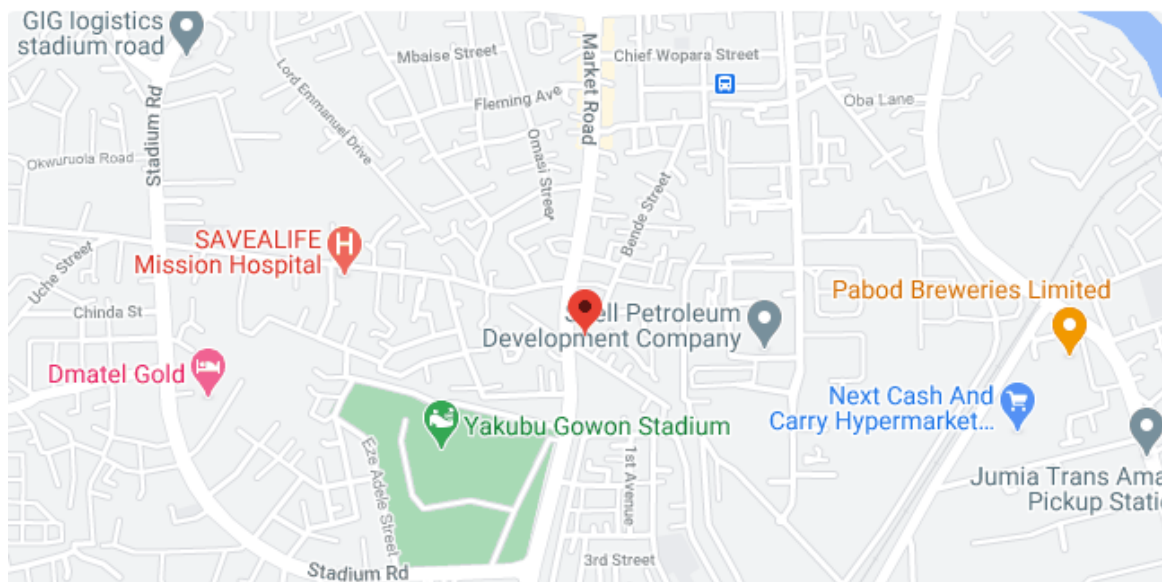 GIG logistics
stadium road
Mbaise Street
Market Road
Chief Wopara Street
Lord Emmanuel Drive
Fleming Ave
Oba Lane
Stadium Rd
Omasi Street
Okwuruola Road
Bende Street
SAVEALIFE
Mission Hospital
Uche Street
Chinda St
Pabod Breweries Limited
Petroleum
Development Company
Dmatel Gold
Next Cash And
Carry Hypermarket...
Yakubu Gowon Stadium
Eze Adele Street
1st Avenue
Jumia Trans Ama
Pickup Stati
3rd Street
Stadium Rd